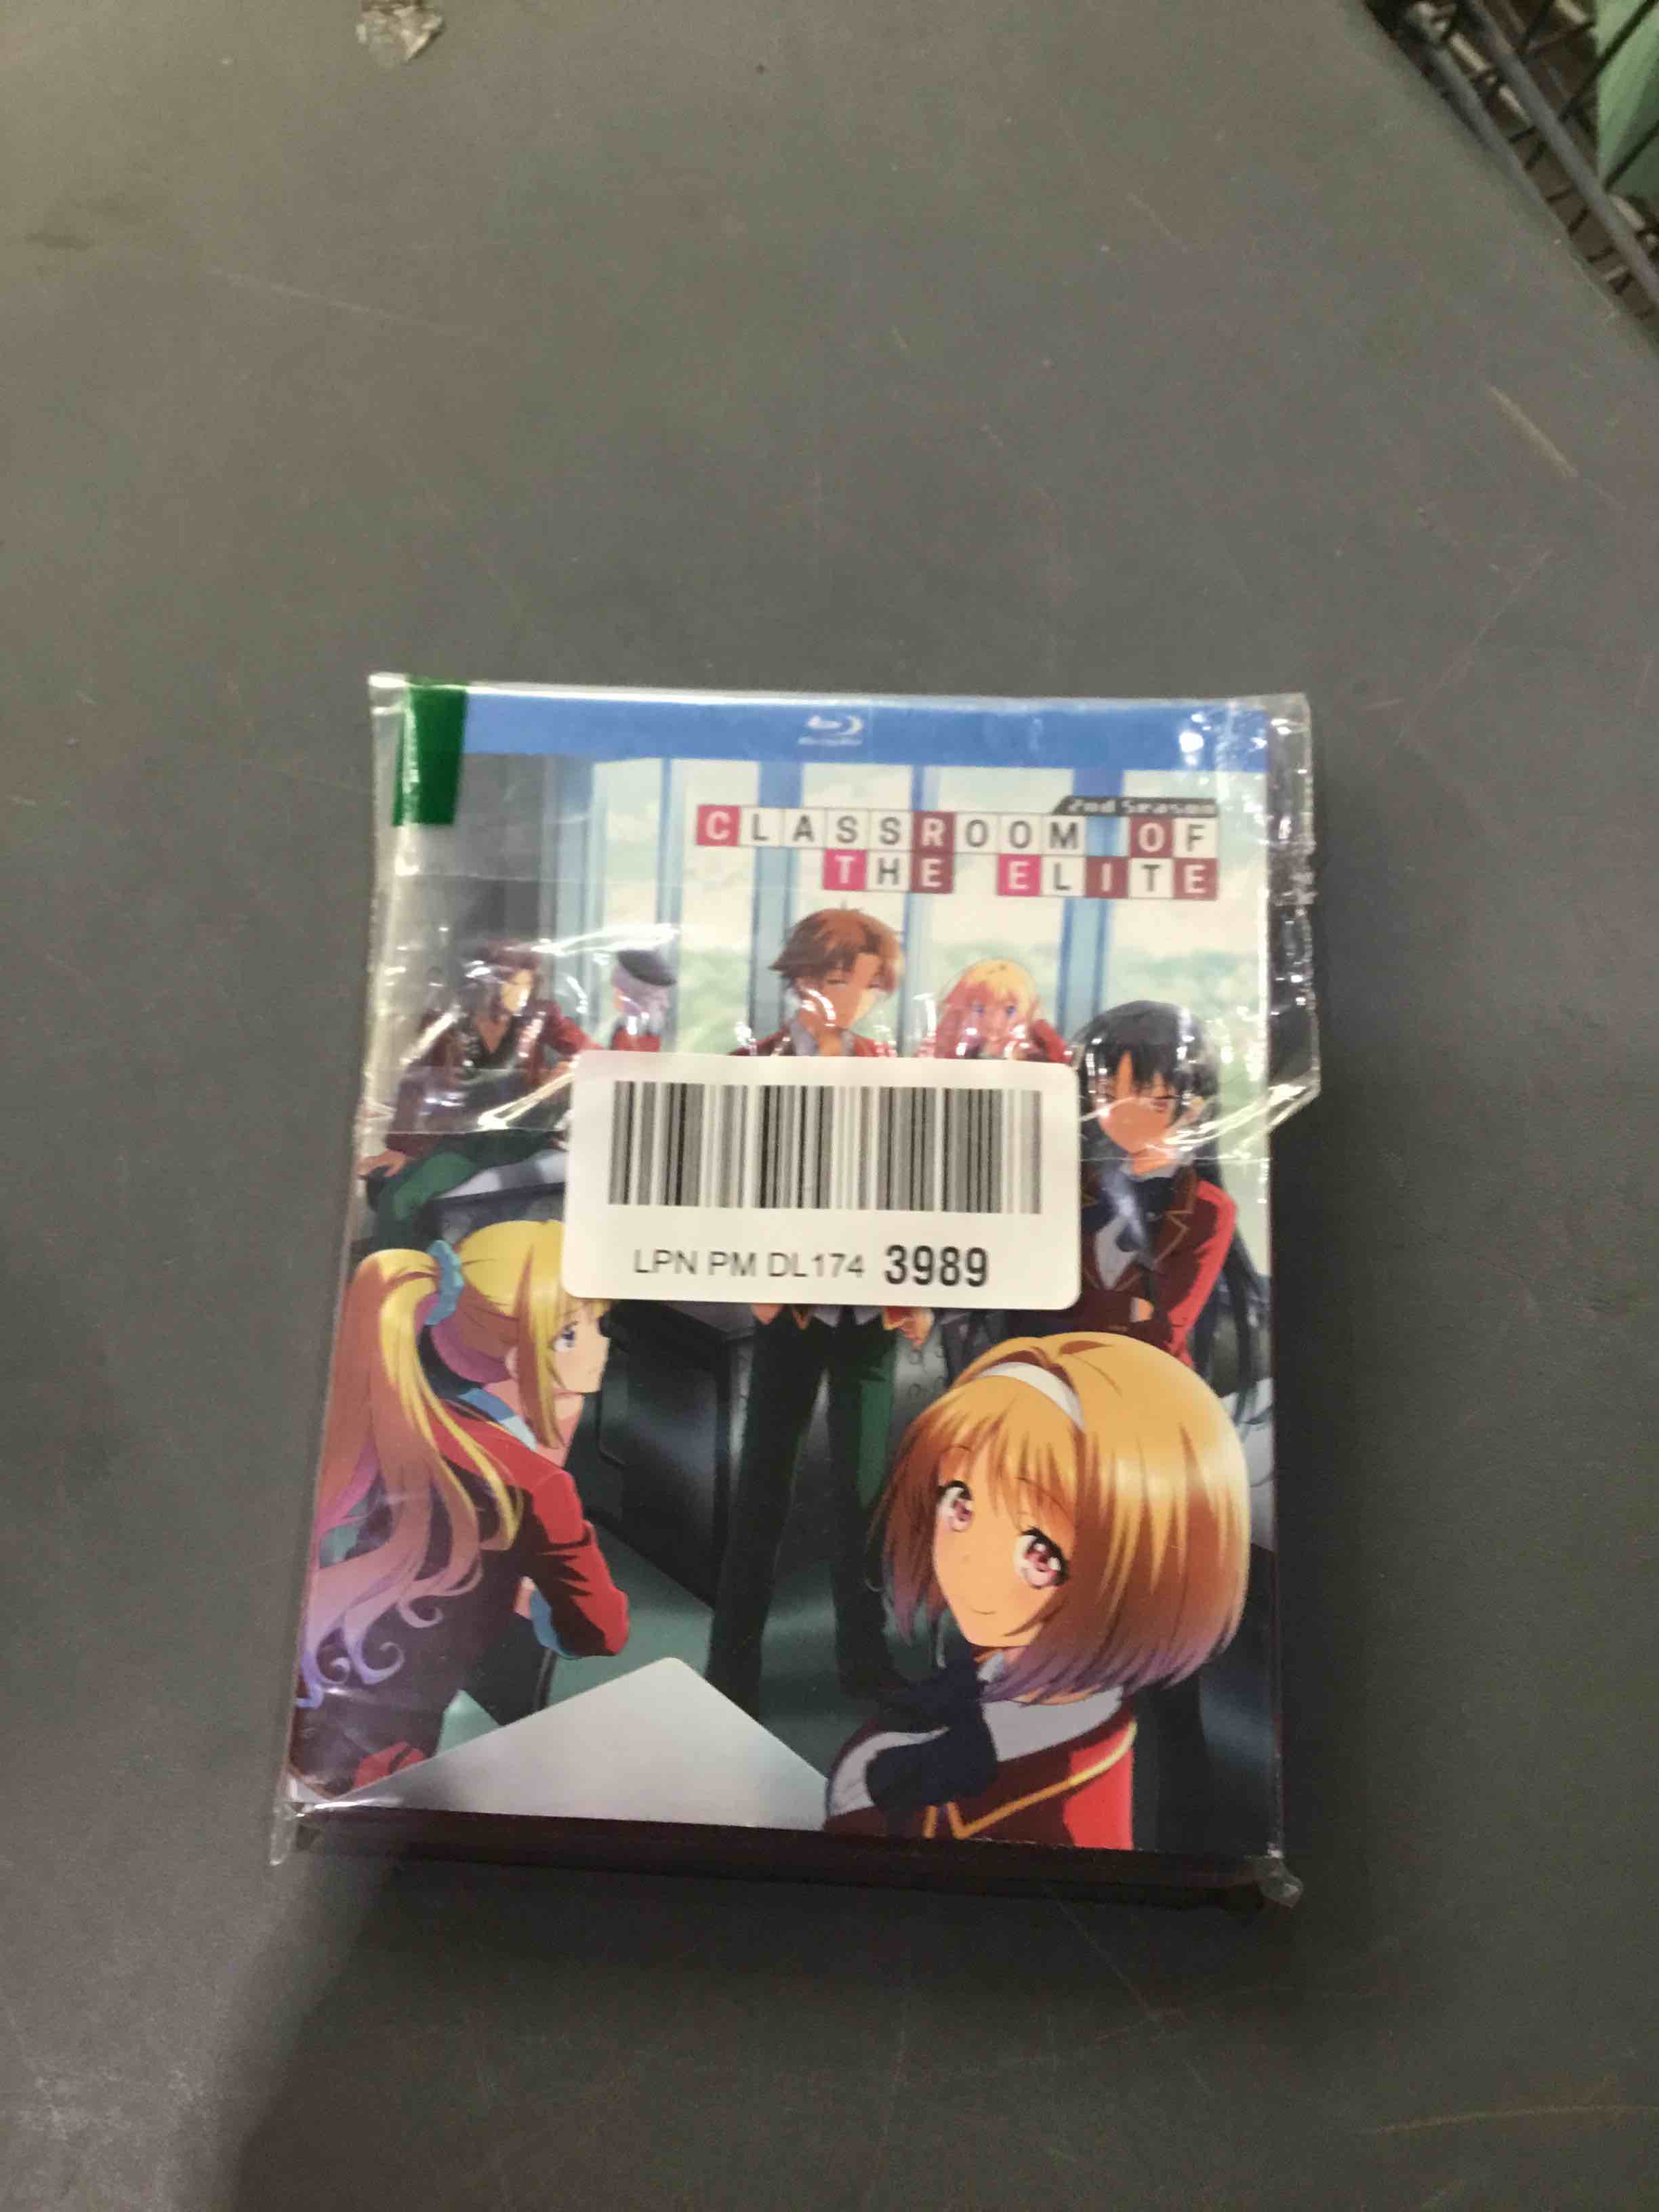 2nd Season
CLASSROOM OF
THE ELITE
LPN PM DL174 3989